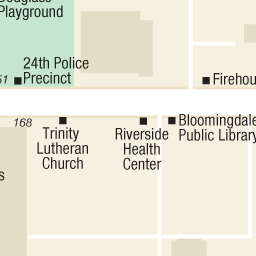 Playground
24th Police
Precinct
Firehou
168
Trinity
Lutheran
Church
Riverside
Health
Center
Bloomingdale
Public Library
s